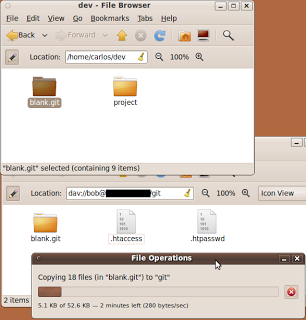 dev - File Browser
File Edit View Go Bookmarks Tabs Help
Back Forward
Location: /home/carlos/dev 100%
blank.git project
"blank.git" selected (containing 9 items)
Location: dav://bob@ /git 100% Icon View
blank.git .htaccess .htpasswd
2 items
File Operations
Copying 18 files (in "blank.git") to "git"
5.1 KB of 52.6 KB — 2 minutes left (280 bytes/sec)